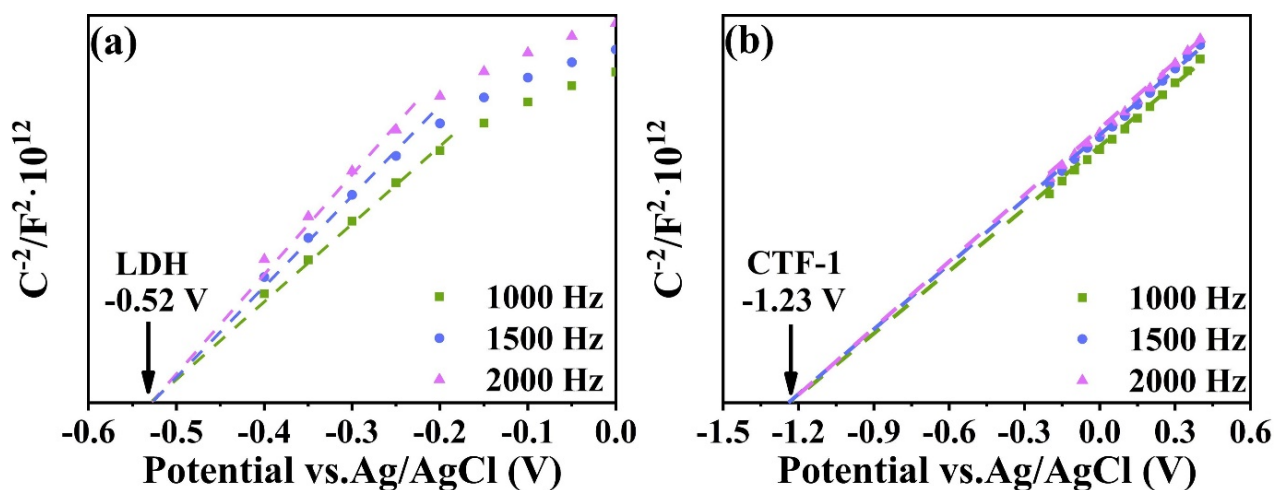 (a)
C⁻²/F²·10¹²
LDH
-0.52 V
1000 Hz
1500 Hz
2000 Hz
-0.6 -0.5 -0.4 -0.3 -0.2 -0.1 0.0
Potential vs.Ag/AgCl (V)
(b)
C⁻²/F²·10¹²
CTF-1
-1.23 V
1000 Hz
1500 Hz
2000 Hz
-1.5 -1.2 -0.9 -0.6 -0.3 0.0 0.3 0.6
Potential vs.Ag/AgCl (V)